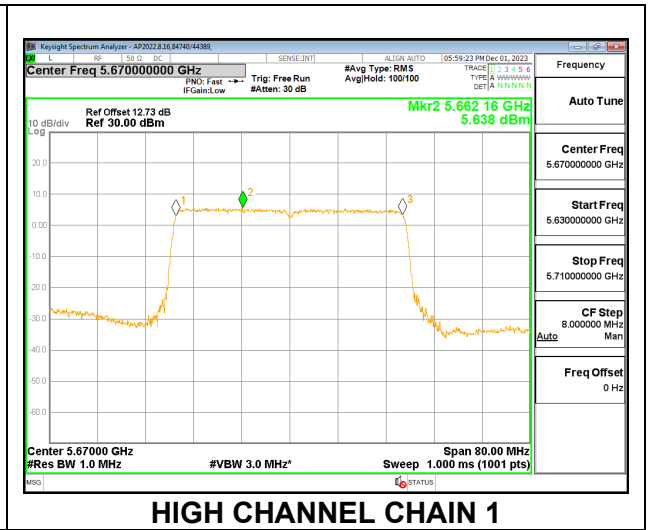 Keysight Spectrum Analyzer - AP2022.8.16,84740/44389,
L RF 50 Ω DC SENSE:INT ALIGN AUTO 05:59:23 PM Dec 01, 2023
Center Freq 5.670000000 GHz
PNO: Fast
IFGain:Low
Trig: Free Run
#Atten: 30 dB
#Avg Type: RMS
Avg|Hold: 100/100
TRACE 1 2 3 4 5 6
TYPE A WWWWW
DET A N N N N N
Frequency
Mkr2 5.662 16 GHz
5.638 dBm
Ref Offset 12.73 dB
10 dB/div Ref 30.00 dBm
Log
20.0
10.0
0.00
-10.0
-20.0
-30.0
-40.0
-50.0
-60.0
1
2
3
Center 5.67000 GHz Span 80.00 MHz
#Res BW 1.0 MHz #VBW 3.0 MHz* Sweep 1.000 ms (1001 pts)
Auto Tune
Center Freq
5.670000000 GHz
Start Freq
5.630000000 GHz
Stop Freq
5.710000000 GHz
CF Step
8.000000 MHz
Auto Man
Freq Offset
0 Hz
MSG STATUS
HIGH CHANNEL CHAIN 1